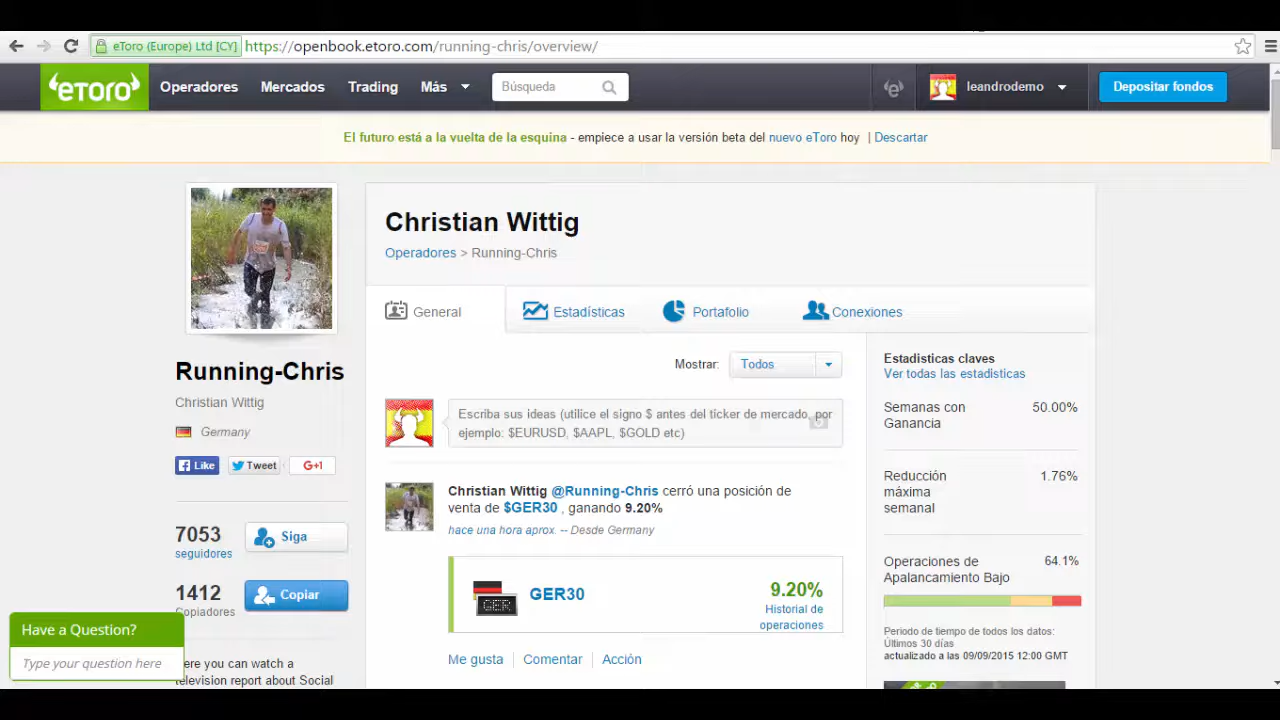 eToro (Europe) Ltd [CY] https://openbook.etoro.com/running-chris/overview/
eTORO Operadores Mercados Trading Más Búsqueda leandrodemo Depositar fondos
El futuro está a la vuelta de la esquina - empiece a usar la versión beta del nuevo eToro hoy | Descartar
Christian Wittig
Operadores > Running-Chris
General Estadísticas Portafolio Conexiones
Running-Chris
Christian Wittig
Germany
Like Tweet G+1
7053 Siga
seguidores
1412 Copiar
Copiadores
Have a Question?
Type your question here
ere you can watch a
television report about Social
Mostrar: Todos
Escriba sus ideas (utilice el signo $ antes del ticker de mercado, por
ejemplo: $EURUSD, $AAPL, $GOLD etc)
Christian Wittig @Running-Chris cerró una posición de
venta de $GER30 , ganando 9.20%
hace una hora aprox. -- Desde Germany
GER GER30 9.20%
Historial de
operaciones
Me gusta Comentar Acción
Estadisticas claves
Ver todas las estadisticas
Semanas con 50.00%
Ganancia
Reducción 1.76%
máxima
semanal
Operaciones de 64.1%
Apalancamiento Bajo
Periodo de tiempo de todos los datos:
Últimos 30 días
actualizado a las 09/09/2015 12:00 GMT